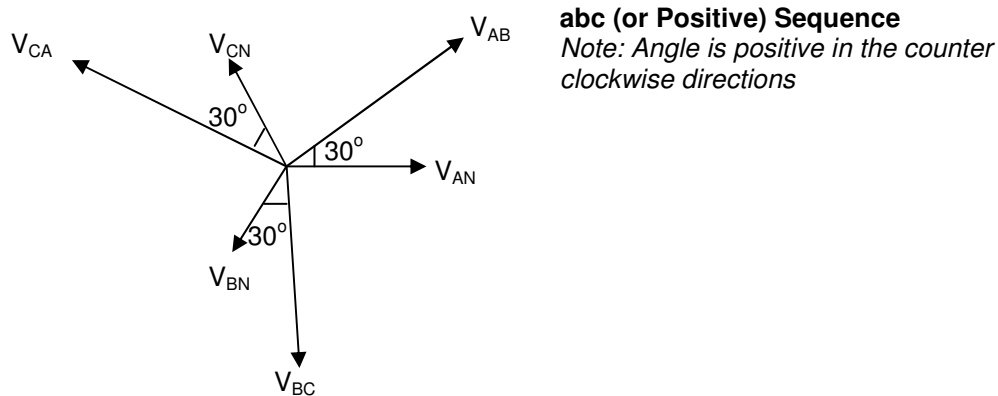 abc (or Positive) Sequence
Note: Angle is positive in the counter
clockwise directions
V_CA
V_CN
V_AB
30°
30°
V_AN
30°
V_BN
V_BC